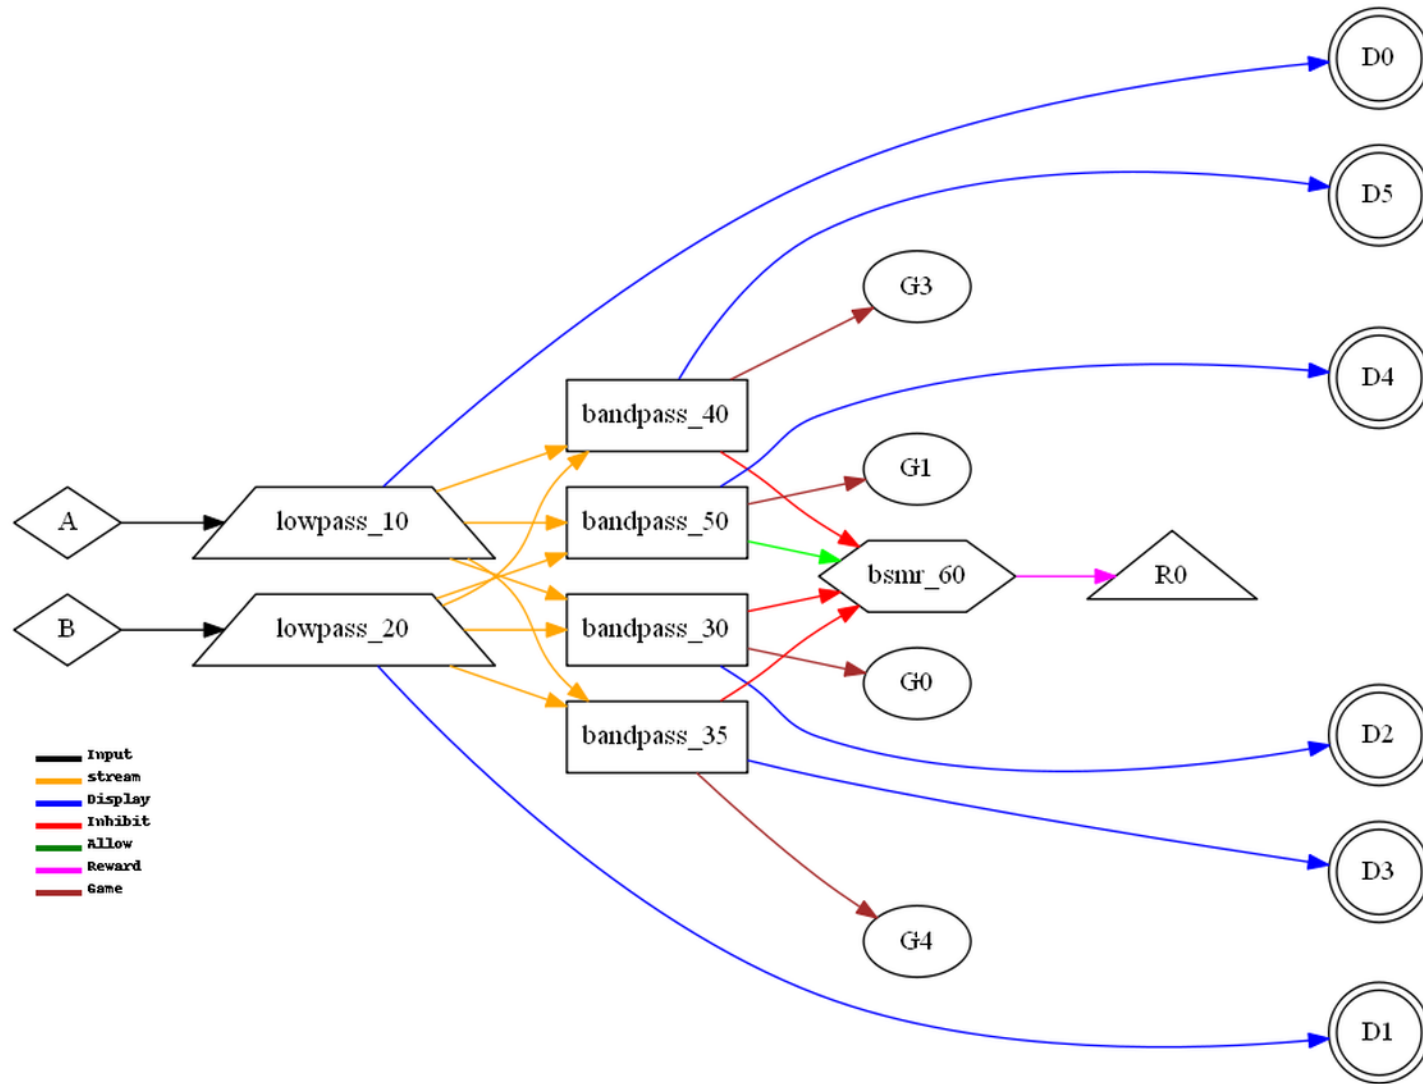 D0
D5
G3
D4
bandpass_40
G1
A
lowpass_10
bandpass_50
bsmr_60
R0
B
lowpass_20
bandpass_30
G0
bandpass_35
D2
Input
stream
Display
Inhibit
Allow
Reward
Game
D3
G4
D1